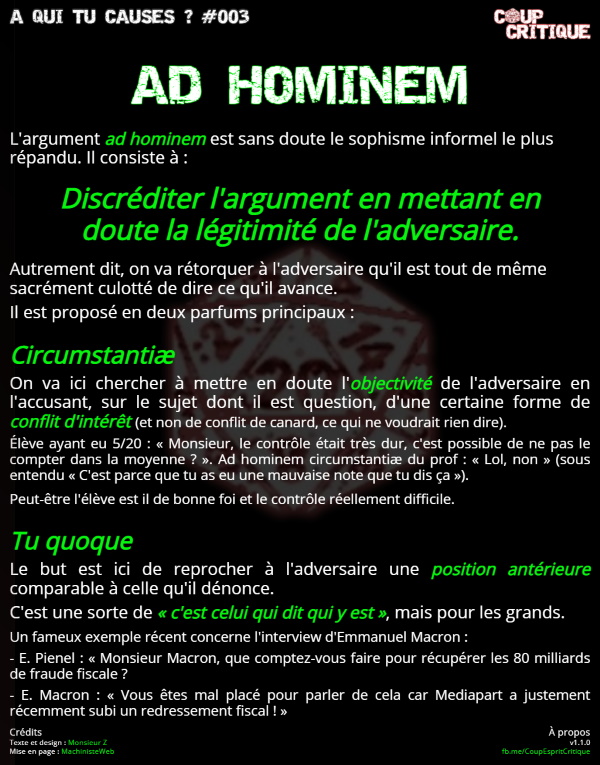 A QUI TU CAUSES ? #003
COUP
CRITIQUE
AD HOMINEM
L'argument ad hominem est sans doute le sophisme informel le plus
répandu. Il consiste à :
Discréditer l'argument en mettant en
doute la légitimité de l'adversaire.
Autrement dit, on va rétorquer à l'adversaire qu'il est tout de même
sacrément culotté de dire ce qu'il avance.
Il est proposé en deux parfums principaux :
Circumstantiæ
On va ici chercher à mettre en doute l'objectivité de l'adversaire en
l'accusant, sur le sujet dont il est question, d'une certaine forme de
conflit d'intérêt (et non de conflit de canard, ce qui ne voudrait rien dire).
Élève ayant eu 5/20 : « Monsieur, le contrôle était très dur, c'est possible de ne pas le
compter dans la moyenne ? ». Ad hominem circumstantiæ du prof : « Lol, non » (sous
entendu « C'est parce que tu as eu une mauvaise note que tu dis ça »).
Peut-être l'élève est il de bonne foi et le contrôle réellement difficile.
Tu quoque
Le but est ici de reprocher à l'adversaire une position antérieure
comparable à celle qu'il dénonce.
C'est une sorte de « c'est celui qui dit qui y est », mais pour les grands.
Un fameux exemple récent concerne l'interview d'Emmanuel Macron :
- E. Pienel : « Monsieur Macron, que comptez-vous faire pour récupérer les 80 milliards
de fraude fiscale ?
- E. Macron : « Vous êtes mal placé pour parler de cela car Mediapart a justement
récemment subi un redressement fiscal ! »
Crédits
Texte et design : Monsieur Z
Mise en page : MachinisteWeb
À propos
v1.1.0
fb.me/CoupEspritCritique